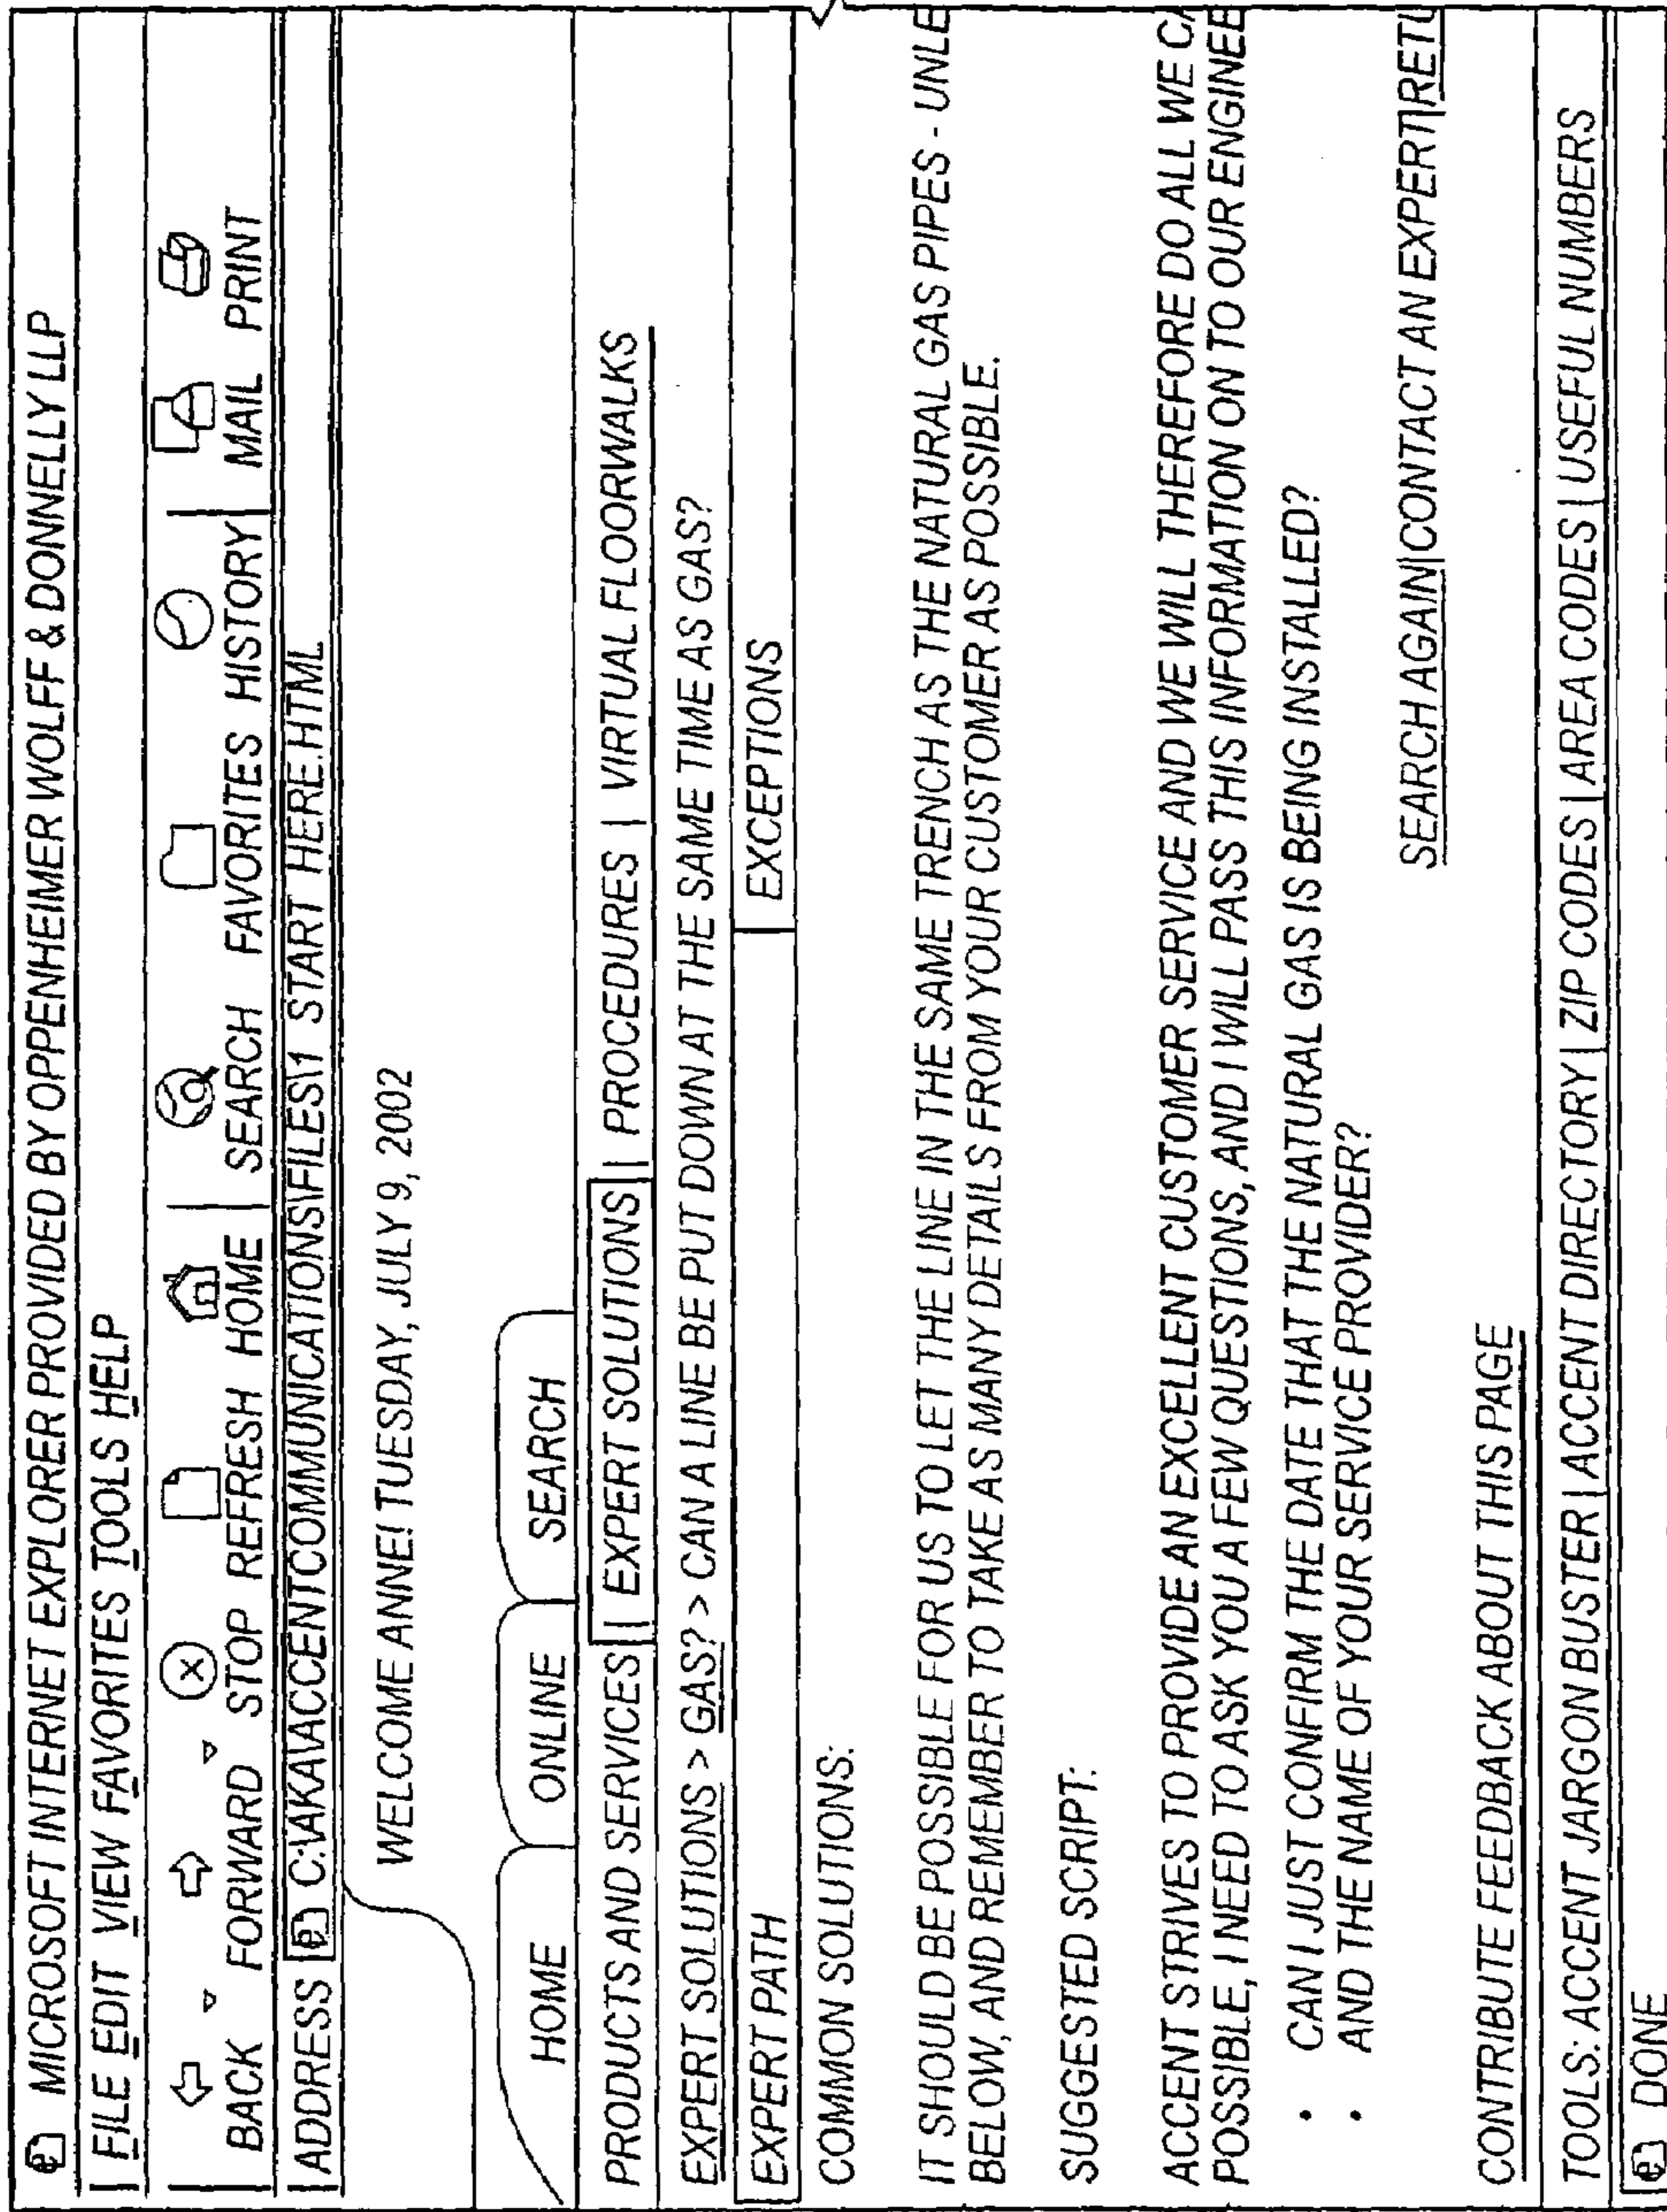 MICROSOFT INTERNET EXPLORER PROVIDED BY OPPENHEIMER WOLFF & DONNELLY LLP
FILE EDIT VIEW FAVORITES TOOLS HELP
BACK FORWARD STOP REFRESH HOME | SEARCH FAVORITES HISTORY | MAIL PRINT
ADDRESS C:\AKA\ACCENTCOMMUNICATIONS\FILES\1 START HERE.HTML
WELCOME ANNE! TUESDAY, JULY 9, 2002
HOME ONLINE SEARCH
PRODUCTS AND SERVICES | EXPERT SOLUTIONS | PROCEDURES | VIRTUAL FLOORWALKS
EXPERT SOLUTIONS > GAS? > CAN A LINE BE PUT DOWN AT THE SAME TIME AS GAS?
EXPERT PATH EXCEPTIONS
COMMON SOLUTIONS:
IT SHOULD BE POSSIBLE FOR US TO LET THE LINE IN THE SAME TRENCH AS THE NATURAL GAS PIPES - UNLE
BELOW, AND REMEMBER TO TAKE AS MANY DETAILS FROM YOUR CUSTOMER AS POSSIBLE.
SUGGESTED SCRIPT:
ACCENT STRIVES TO PROVIDE AN EXCELLENT CUSTOMER SERVICE AND WE WILL THEREFORE DO ALL WE CA
POSSIBLE, I NEED TO ASK YOU A FEW QUESTIONS, AND I WILL PASS THIS INFORMATION ON TO OUR ENGINEE
• CAN I JUST CONFIRM THE DATE THAT THE NATURAL GAS IS BEING INSTALLED?
• AND THE NAME OF YOUR SERVICE PROVIDER?
SEARCH AGAIN|CONTACT AN EXPERT|RETU
CONTRIBUTE FEEDBACK ABOUT THIS PAGE
TOOLS: ACCENT JARGON BUSTER | ACCENT DIRECTORY | ZIP CODES | AREA CODES | USEFUL NUMBERS
DONE